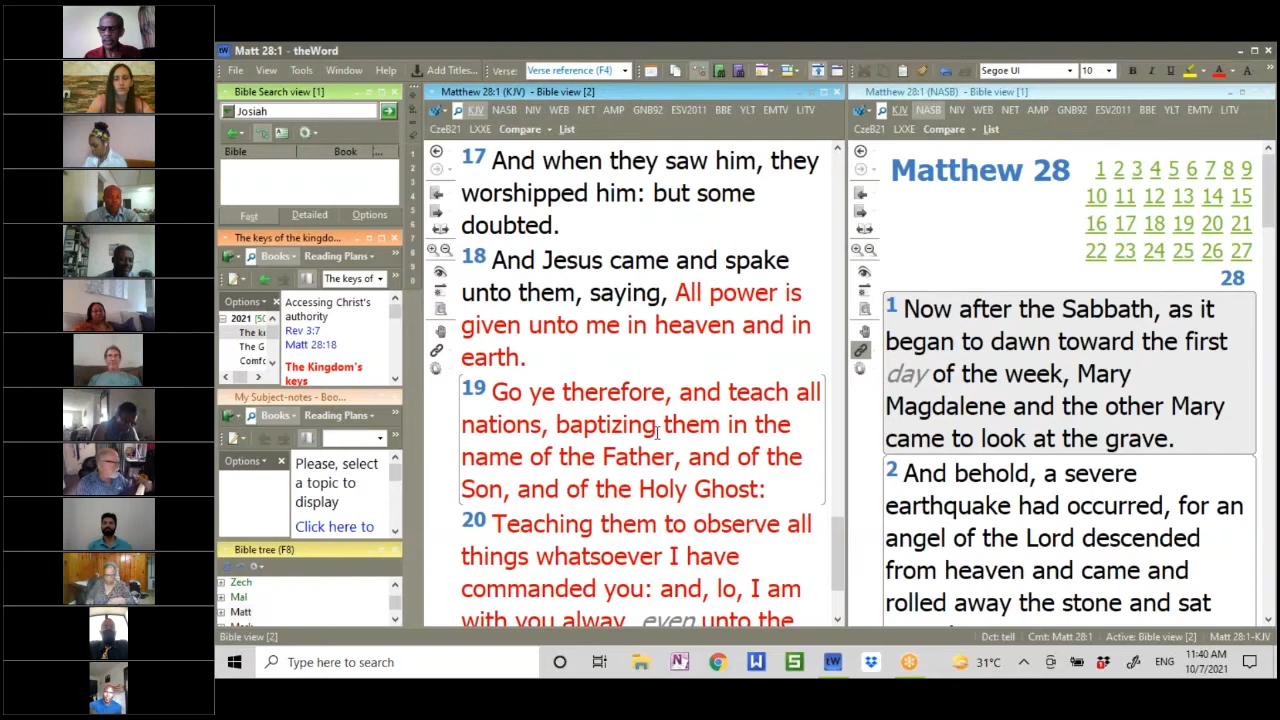 Matt 28:1 - theWord
File View Tools Window Help Add Titles... Verse: Verse reference (F4) Segoe UI 10 B I U A
Bible Search view [1]
Josiah
Bible Book ...
Fast Detailed Options
The keys of the kingdo...
Books Reading Plans
The keys of
Options
2021 [5
The k
The G
Comfo
Accessing Christ's
authority
Rev 3:7
Matt 28:18
The Kingdom's
keys
My Subject-notes - Boo...
Books Reading Plans
Options
Please, select
a topic to
display
Click here to
Bible tree (F8)
Zech
Mal
Matt
Bible view [2]
Matthew 28:1 (KJV) - Bible view [2]
KJV NASB NIV WEB NET AMP GNB92 ESV2011 BBE YLT EMTV LITV
CzeB21 LXXE Compare List
17 And when they saw him, they
worshipped him: but some
doubted.
18 And Jesus came and spake
unto them, saying, All power is
given unto me in heaven and in
earth.
19 Go ye therefore, and teach all
nations, baptizing them in the
name of the Father, and of the
Son, and of the Holy Ghost:
20 Teaching them to observe all
things whatsoever I have
commanded you: and, lo, I am
with you alway, even unto the
Matthew 28:1 (NASB) - Bible view [1]
KJV NASB NIV WEB NET AMP GNB92 ESV2011 BBE YLT EMTV LITV
CzeB21 LXXE Compare List
Matthew 28
1 2 3 4 5 6 7 8 9
10 11 12 13 14 15
16 17 18 19 20 21
22 23 24 25 26 27
28
1 Now after the Sabbath, as it
began to dawn toward the first
day of the week, Mary
Magdalene and the other Mary
came to look at the grave.
2 And behold, a severe
earthquake had occurred, for an
angel of the Lord descended
from heaven and came and
rolled away the stone and sat
Dct: tell Cmt: Matt 28:1 Active: Bible view [2] Matt 28:1-KJV
Type here to search
31°C ENG 11:40 AM
10/7/2021